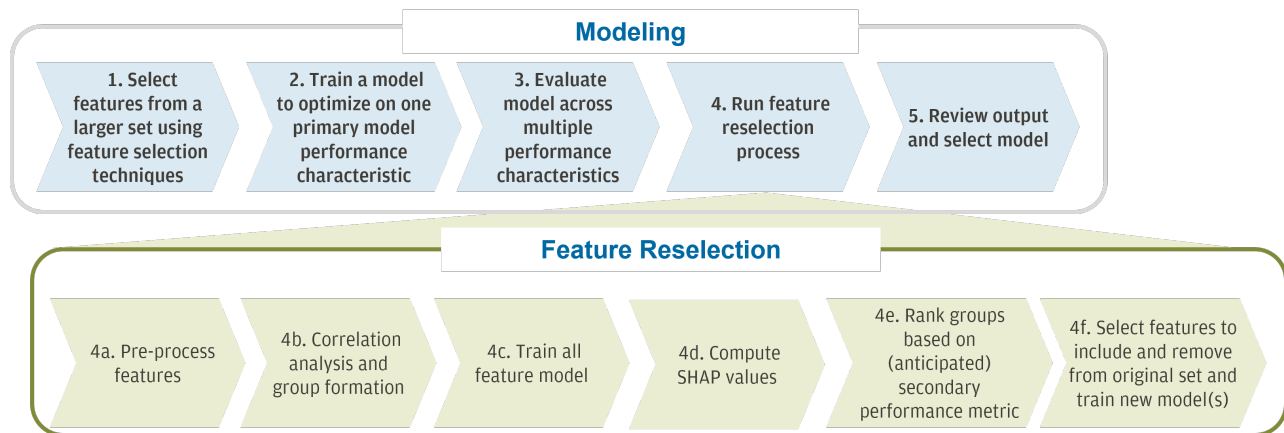 Modeling
1. Select
features from a
larger set using
feature selection
techniques
2. Train a model
to optimize on one
primary model
performance
characteristic
3. Evaluate
model across
multiple
performance
characteristics
4. Run feature
reselection
process
5. Review output
and select model
Feature Reselection
4a. Pre-process
features
4b. Correlation
analysis and
group formation
4c. Train all
feature model
4d. Compute
SHAP values
4e. Rank groups
based on
(anticipated)
secondary
performance metric
4f. Select features to
include and remove
from original set and
train new model(s)